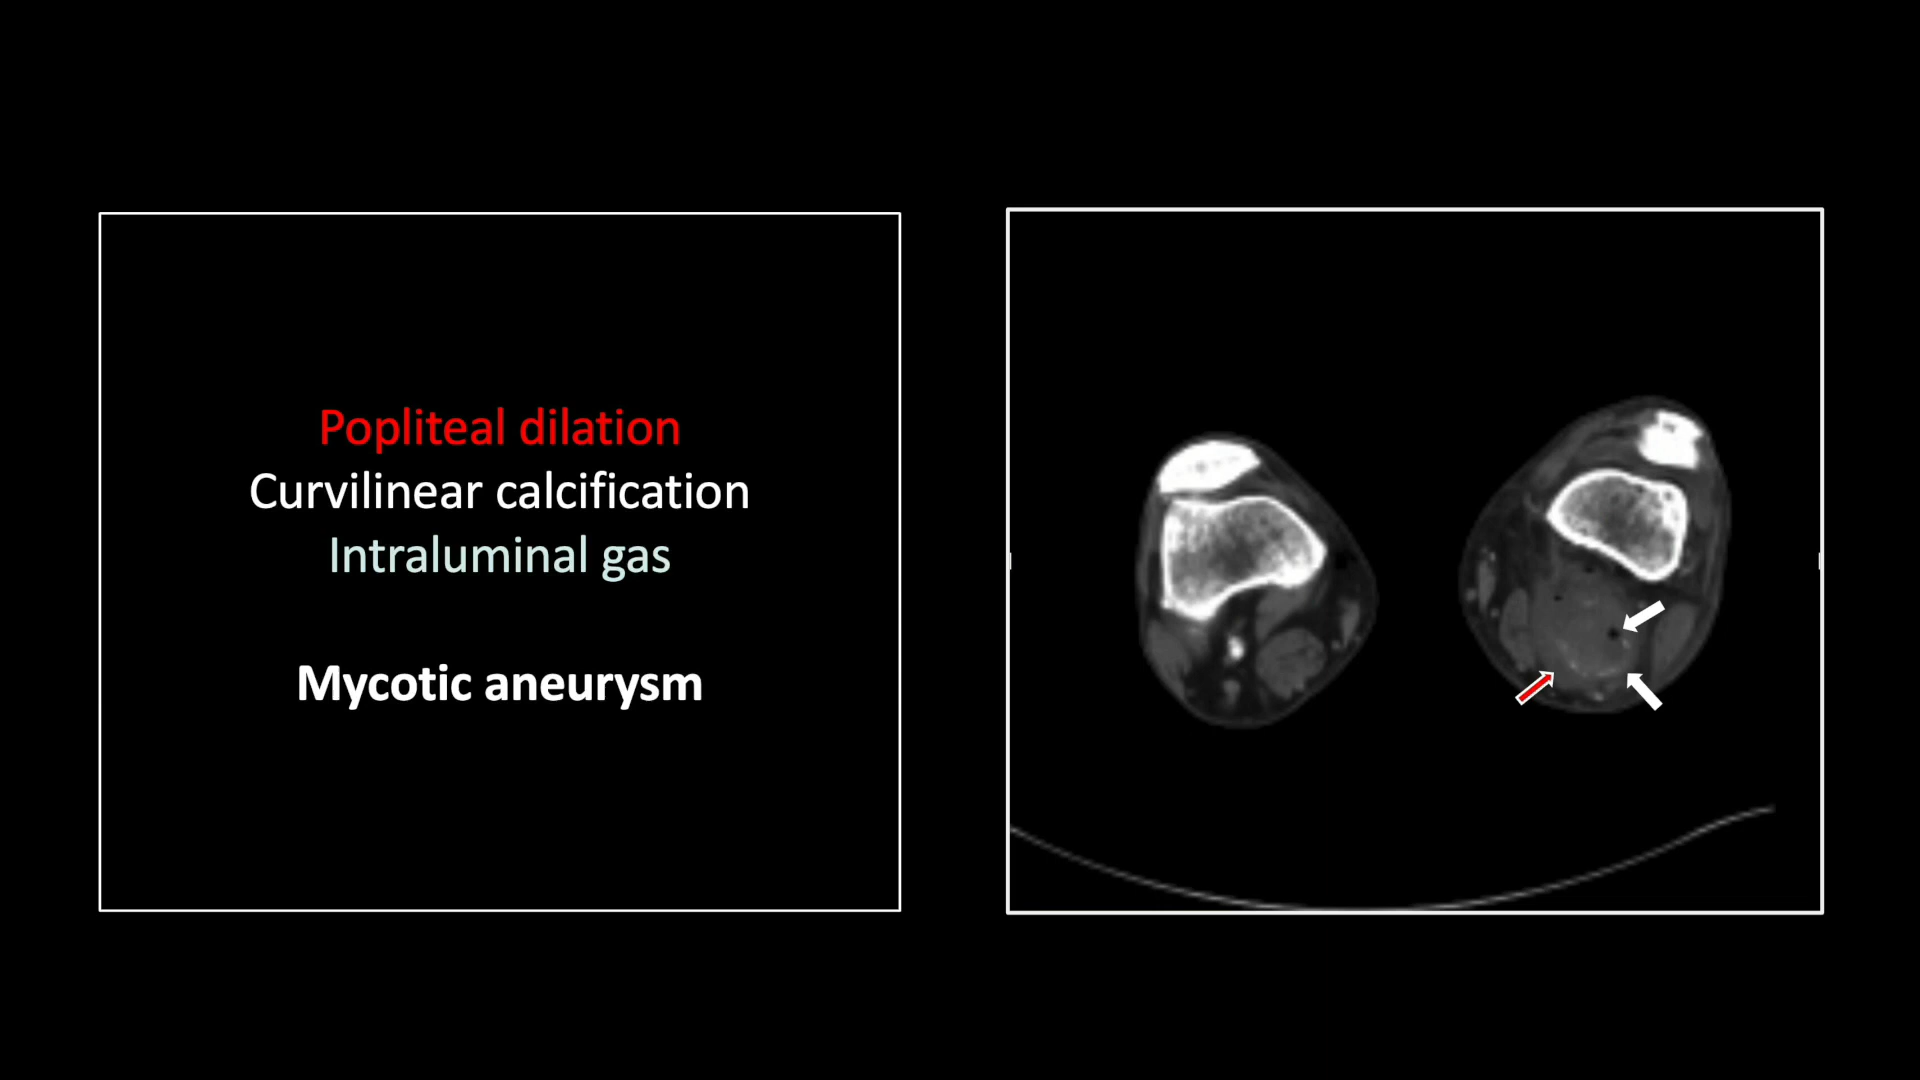 Popliteal dilation
Curvilinear calcification
Intraluminal gas
Mycotic aneurysm